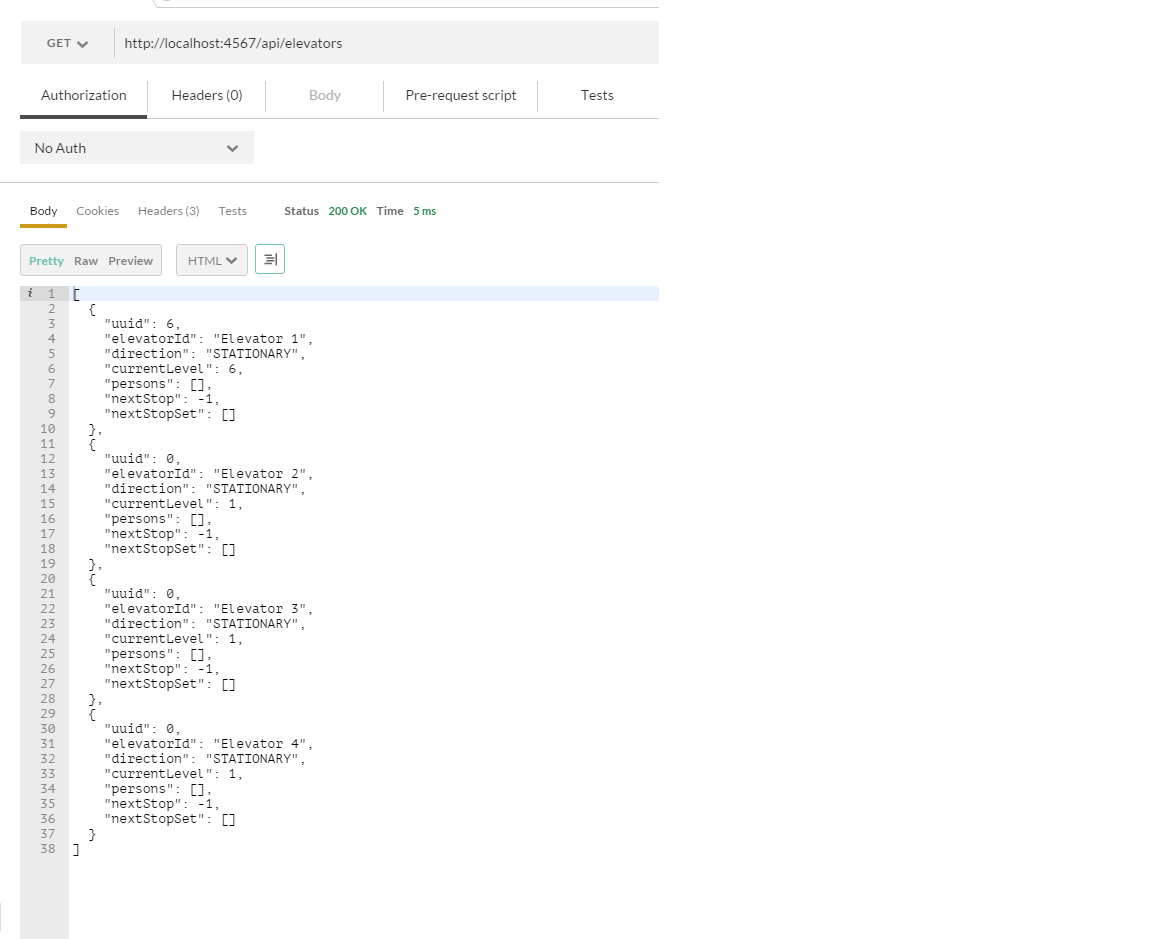 GET http://localhost:4567/api/elevators
Authorization Headers (0) Body Pre-request script Tests
No Auth
Body Cookies Headers (3) Tests Status 200 OK Time 5 ms
Pretty Raw Preview HTML
i 1 [
2 {
3 "uuid": 6,
4 "elevatorId": "Elevator 1",
5 "direction": "STATIONARY",
6 "currentLevel": 6,
7 "persons": [],
8 "nextStop": -1,
9 "nextStopSet": []
10 },
11 {
12 "uuid": 0,
13 "elevatorId": "Elevator 2",
14 "direction": "STATIONARY",
15 "currentLevel": 1,
16 "persons": [],
17 "nextStop": -1,
18 "nextStopSet": []
19 },
20 {
21 "uuid": 0,
22 "elevatorId": "Elevator 3",
23 "direction": "STATIONARY",
24 "currentLevel": 1,
25 "persons": [],
26 "nextStop": -1,
27 "nextStopSet": []
28 },
29 {
30 "uuid": 0,
31 "elevatorId": "Elevator 4",
32 "direction": "STATIONARY",
33 "currentLevel": 1,
34 "persons": [],
35 "nextStop": -1,
36 "nextStopSet": []
37 }
38 ]